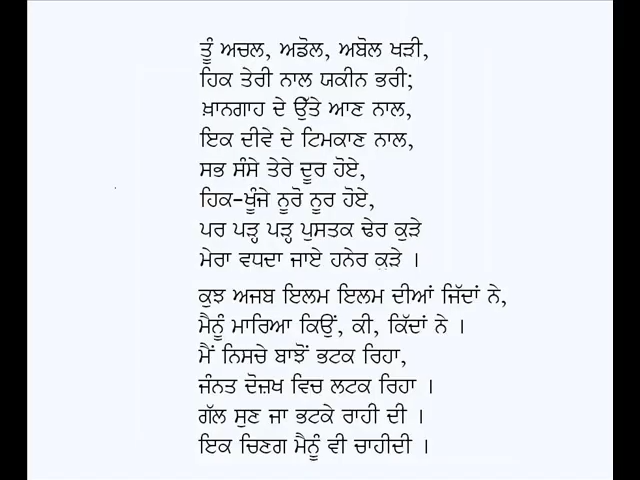 ਤੂੰ ਅਚਲ, ਅਡੋਲ, ਅਬੋਲ ਖੜੀ,
ਹਿਕ ਤੇਰੀ ਨਾਲ ਯਕੀਨ ਭਰੀ;
ਖ਼ਾਨਗਾਹ ਦੇ ਉੱਤੇ ਆਣ ਨਾਲ,
ਇਕ ਦੀਵੇ ਦੇ ਟਿਮਕਾਣ ਨਾਲ,
ਸਭ ਸੰਸੇ ਤੇਰੇ ਦੂਰ ਹੋਏ,
ਹਿਕ-ਖੂੰਜੇ ਨੂਰੋ ਨੂਰ ਹੋਏ,
ਪਰ ਪੜ੍ਹ ਪੜ੍ਹ ਪੁਸਤਕ ਢੇਰ ਕੁੜੇ
ਮੇਰਾ ਵਧਦਾ ਜਾਏ ਹਨੇਰ ਕੁੜੇ ।
ਕੁਝ ਅਜਬ ਇਲਮ ਇਲਮ ਦੀਆਂ ਜਿੱਦਾਂ ਨੇ,
ਮੈਨੂੰ ਮਾਰਿਆ ਕਿਉਂ, ਕੀ, ਕਿੱਦਾਂ ਨੇ ।
ਮੈਂ ਨਿਸਚੇ ਬਾਝੋਂ ਭਟਕ ਰਿਹਾ,
ਜੰਨਤ ਦੋਜ਼ਖ ਵਿਚ ਲਟਕ ਰਿਹਾ ।
ਗੱਲ ਸੁਣ ਜਾ ਭਟਕੇ ਰਾਹੀ ਦੀ ।
ਇਕ ਚਿਣਗ ਮੈਨੂੰ ਵੀ ਚਾਹੀਦੀ ।